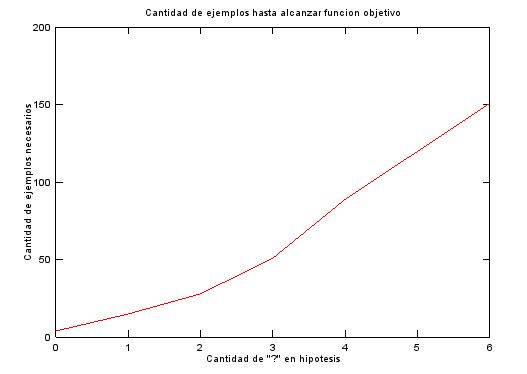 Cantidad de ejemplos hasta alcanzar funcion objetivo
200
150
100
50
0
Cantidad de ejemplos necesarios
0 1 2 3 4 5 6
Cantidad de "?" en hipotesis